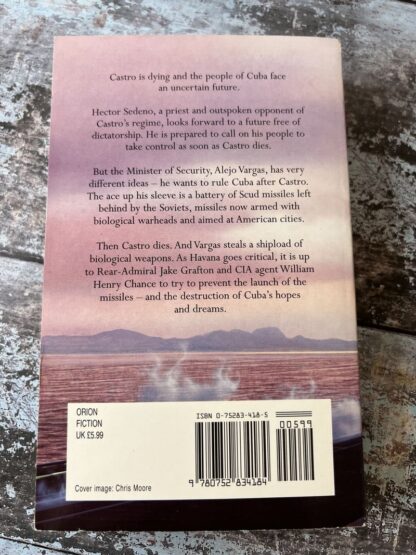 Castro is dying and the people of Cuba face
an uncertain future.
Hector Sedeno, a priest and outspoken opponent of
Castro's regime, looks forward to a future free of
dictatorship. He is prepared to call on his people to
take control as soon as Castro dies.
But the Minister of Security, Alejo Vargas, has very
different ideas – he wants to rule Cuba after Castro.
The ace up his sleeve is a battery of Scud missiles left
behind by the Soviets, missiles now armed with
biological warheads and aimed at American cities.
Then Castro dies. And Vargas steals a shipload of
biological weapons. As Havana goes critical, it is up
to Rear-Admiral Jake Grafton and CIA agent William
Henry Chance to try to prevent the launch of the
missiles – and the destruction of Cuba's hopes
and dreams.
ORION
FICTION
UK £5.99
Cover image: Chris Moore
ISBN 0-75283-418-5
00599
9 780752 834184